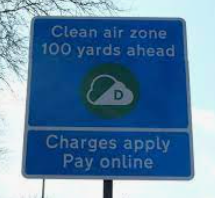 Clean air zone
100 yards ahead
D
Charges apply
Pay online